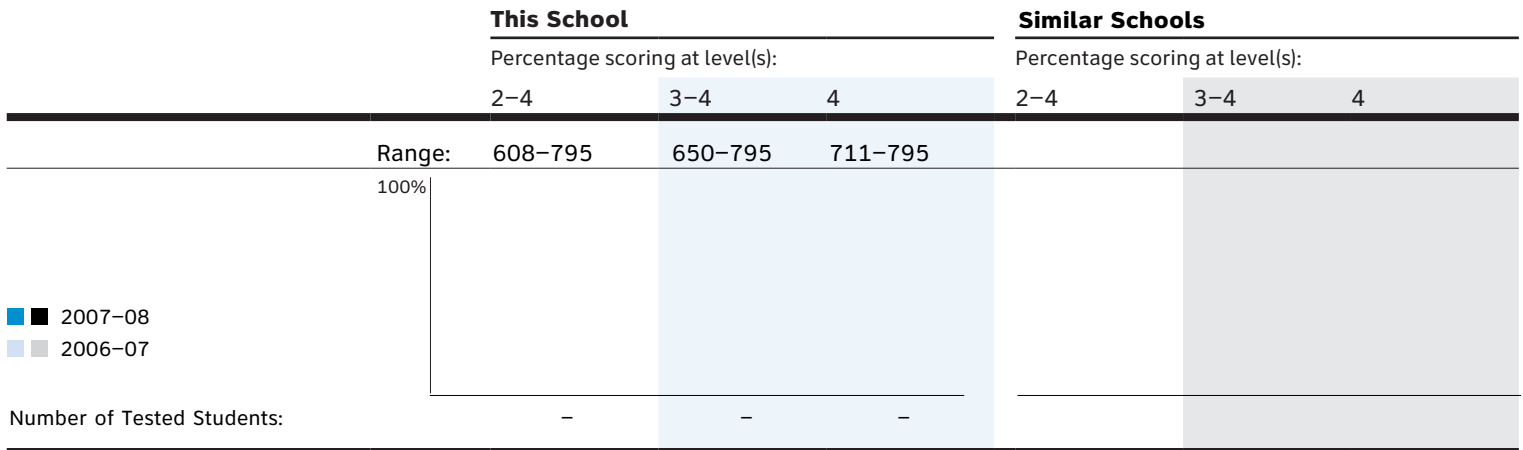 This School Similar Schools
Percentage scoring at level(s): Percentage scoring at level(s):
2–4 3–4 4 2–4 3–4 4
Range: 608–795 650–795 711–795
100%
2007–08
2006–07
Number of Tested Students: – – –